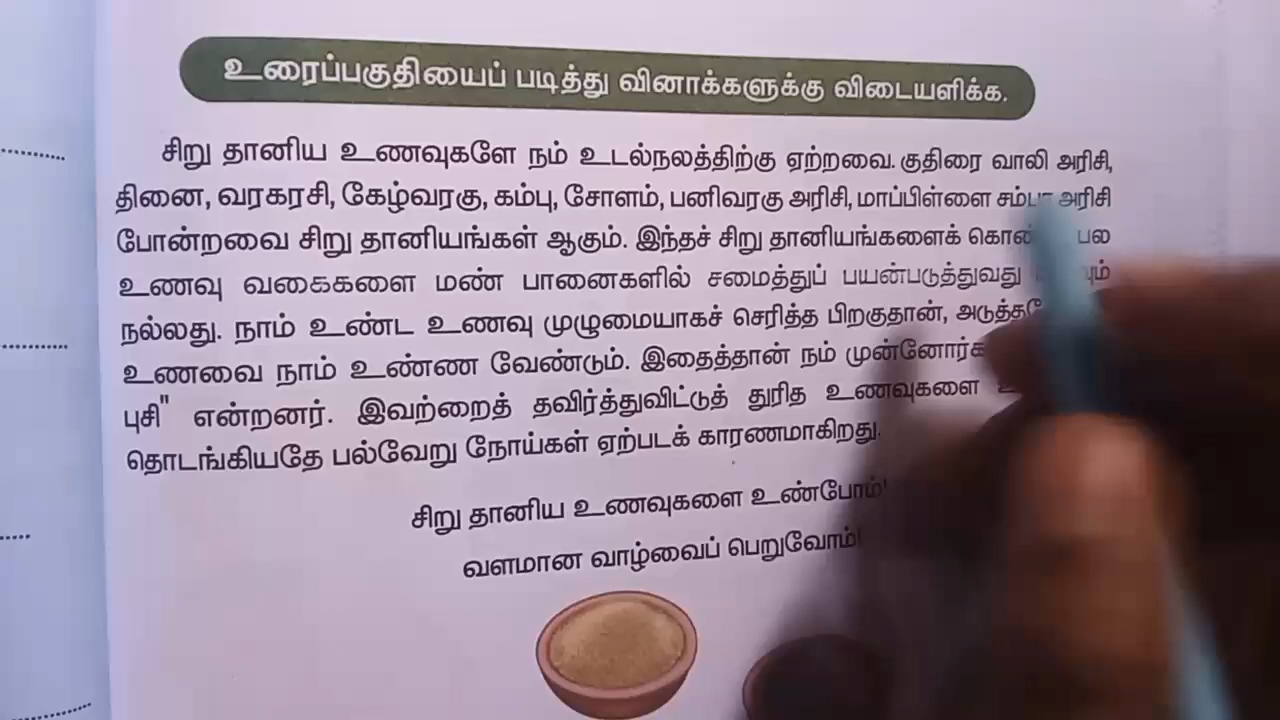 உரைப்பகுதியைப் படித்து வினாக்களுக்கு விடையளிக்க.
சிறு தானிய உணவுகளே நம் உடல்நலத்திற்கு ஏற்றவை. குதிரை வாலி அரிசி,
தினை, வரகரசி, கேழ்வரகு, கம்பு, சோளம், பனிவரகு அரிசி, மாப்பிள்ளை சம்பா அரிசி
போன்றவை சிறு தானியங்கள் ஆகும். இந்தச் சிறு தானியங்களைக் பல
உணவு வகைகளை மண் பானைகளில் சமைத்துப் பயன்படுத்துவது
நல்லது. நாம் உண்ட உணவு முழுமையாகச் செரித்த பிறகுதான்,
உணவை நாம் உண்ண வேண்டும். இதைத்தான் நம்
புசி" என்றனர். இவற்றைத் தவிர்த்துவிட்டுத் துரித உணவுகளை
தொடங்கியதே பல்வேறு நோய்கள் ஏற்படக் காரணமாகிறது.
சிறு தானிய உணவுகளை உண்போம்!
வளமான வாழ்வைப் பெறுவோம்!